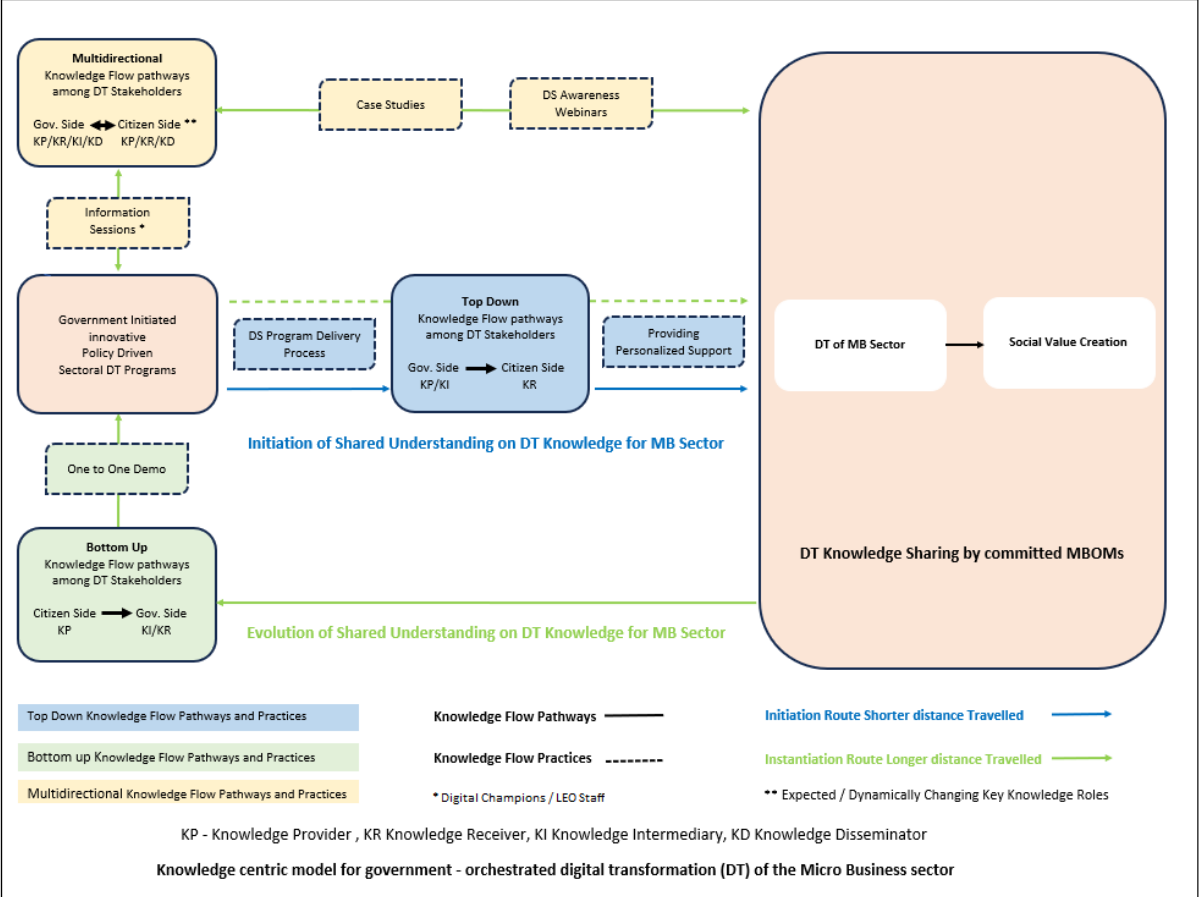 Multidirectional
Knowledge Flow pathways
among DT Stakeholders
Gov. Side Citizen Side **
KP/KR/KI/KD KP/KR/KD
Case Studies
DS Awareness
Webinars
Information
Sessions *
Government Initiated
innovative
Policy Driven
Sectoral DT Programs
DS Program Delivery
Process
Top Down
Knowledge Flow pathways
among DT Stakeholders
Gov. Side Citizen Side
KP/KI KR
Providing
Personalized Support
DT of MB Sector
Social Value Creation
Initiation of Shared Understanding on DT Knowledge for MB Sector
One to One Demo
Bottom Up
Knowledge Flow pathways
among DT Stakeholders
Citizen Side Gov. Side
KP KI/KR
DT Knowledge Sharing by committed MBOMs
Evolution of Shared Understanding on DT Knowledge for MB Sector
Top Down Knowledge Flow Pathways and Practices
Knowledge Flow Pathways
Initiation Route Shorter distance Travelled
Bottom up Knowledge Flow Pathways and Practices
Knowledge Flow Practices
Instantiation Route Longer distance Travelled
Multidirectional Knowledge Flow Pathways and Practices
* Digital Champions / LEO Staff
** Expected / Dynamically Changing Key Knowledge Roles
KP - Knowledge Provider , KR Knowledge Receiver, KI Knowledge Intermediary, KD Knowledge Disseminator
Knowledge centric model for government - orchestrated digital transformation (DT) of the Micro Business sector